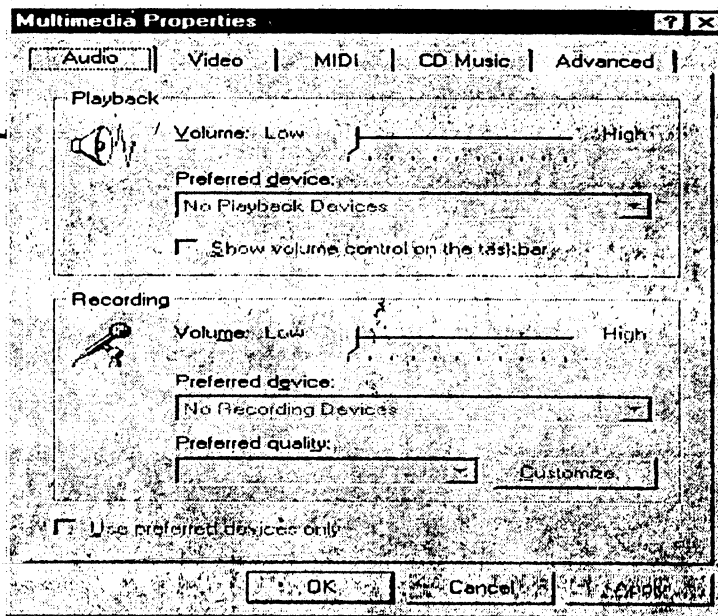 Multimedia Properties
Audio Video MIDI CD Music Advanced
Playback
Volume: Low High
Preferred device:
No Playback Devices
Show volume control on the taskbar
Recording
Volume: Low High
Preferred device:
No Recording Devices
Preferred quality:
Customize
Use preferred devices only
OK Cancel Apply